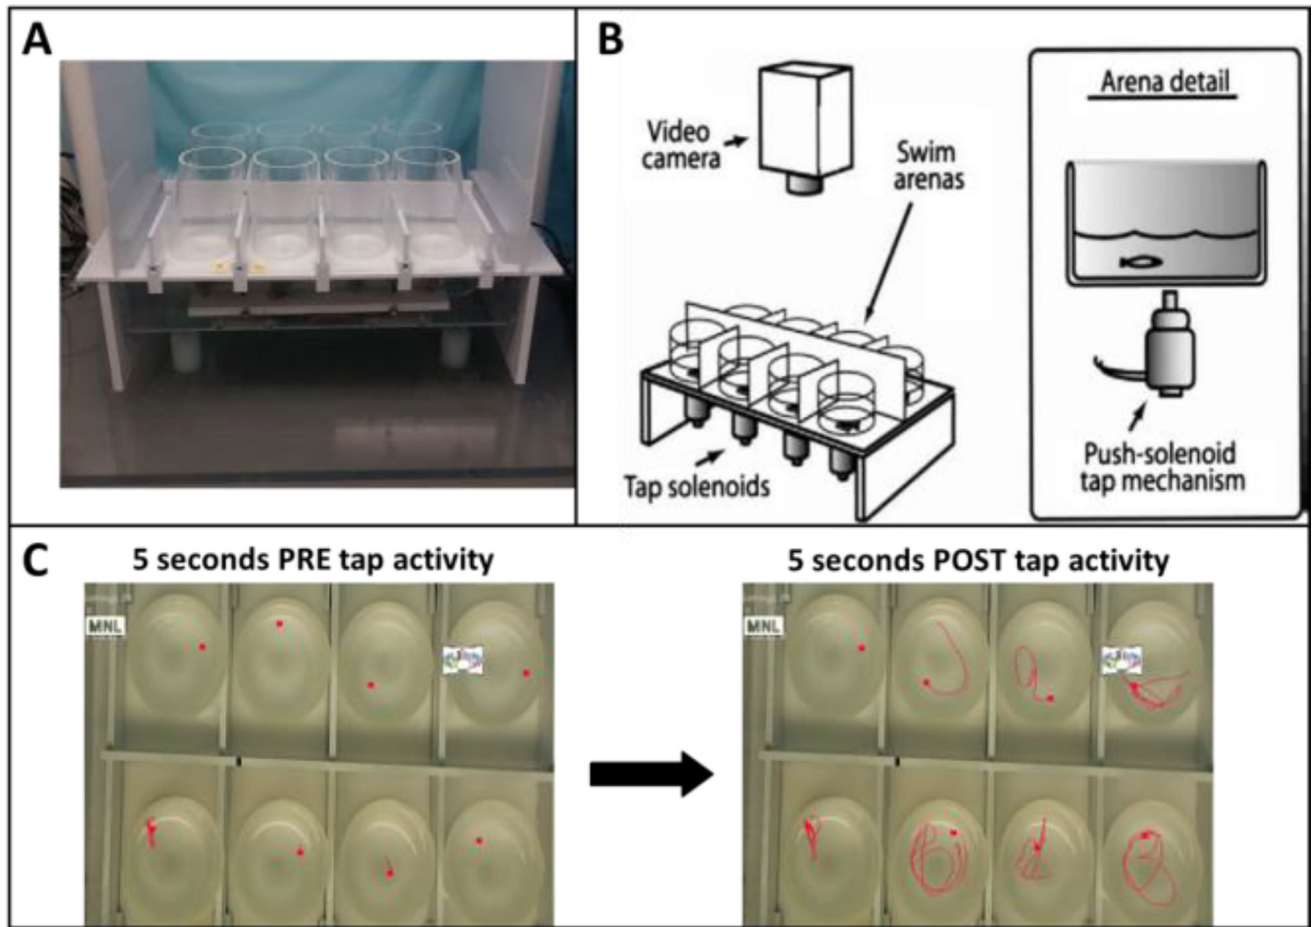 A
B
Video
camera
Swim
arenas
Tap solenoids
Arena detail
Push-solenoid
tap mechanism
C
5 seconds PRE tap activity
5 seconds POST tap activity
MNL
MNL